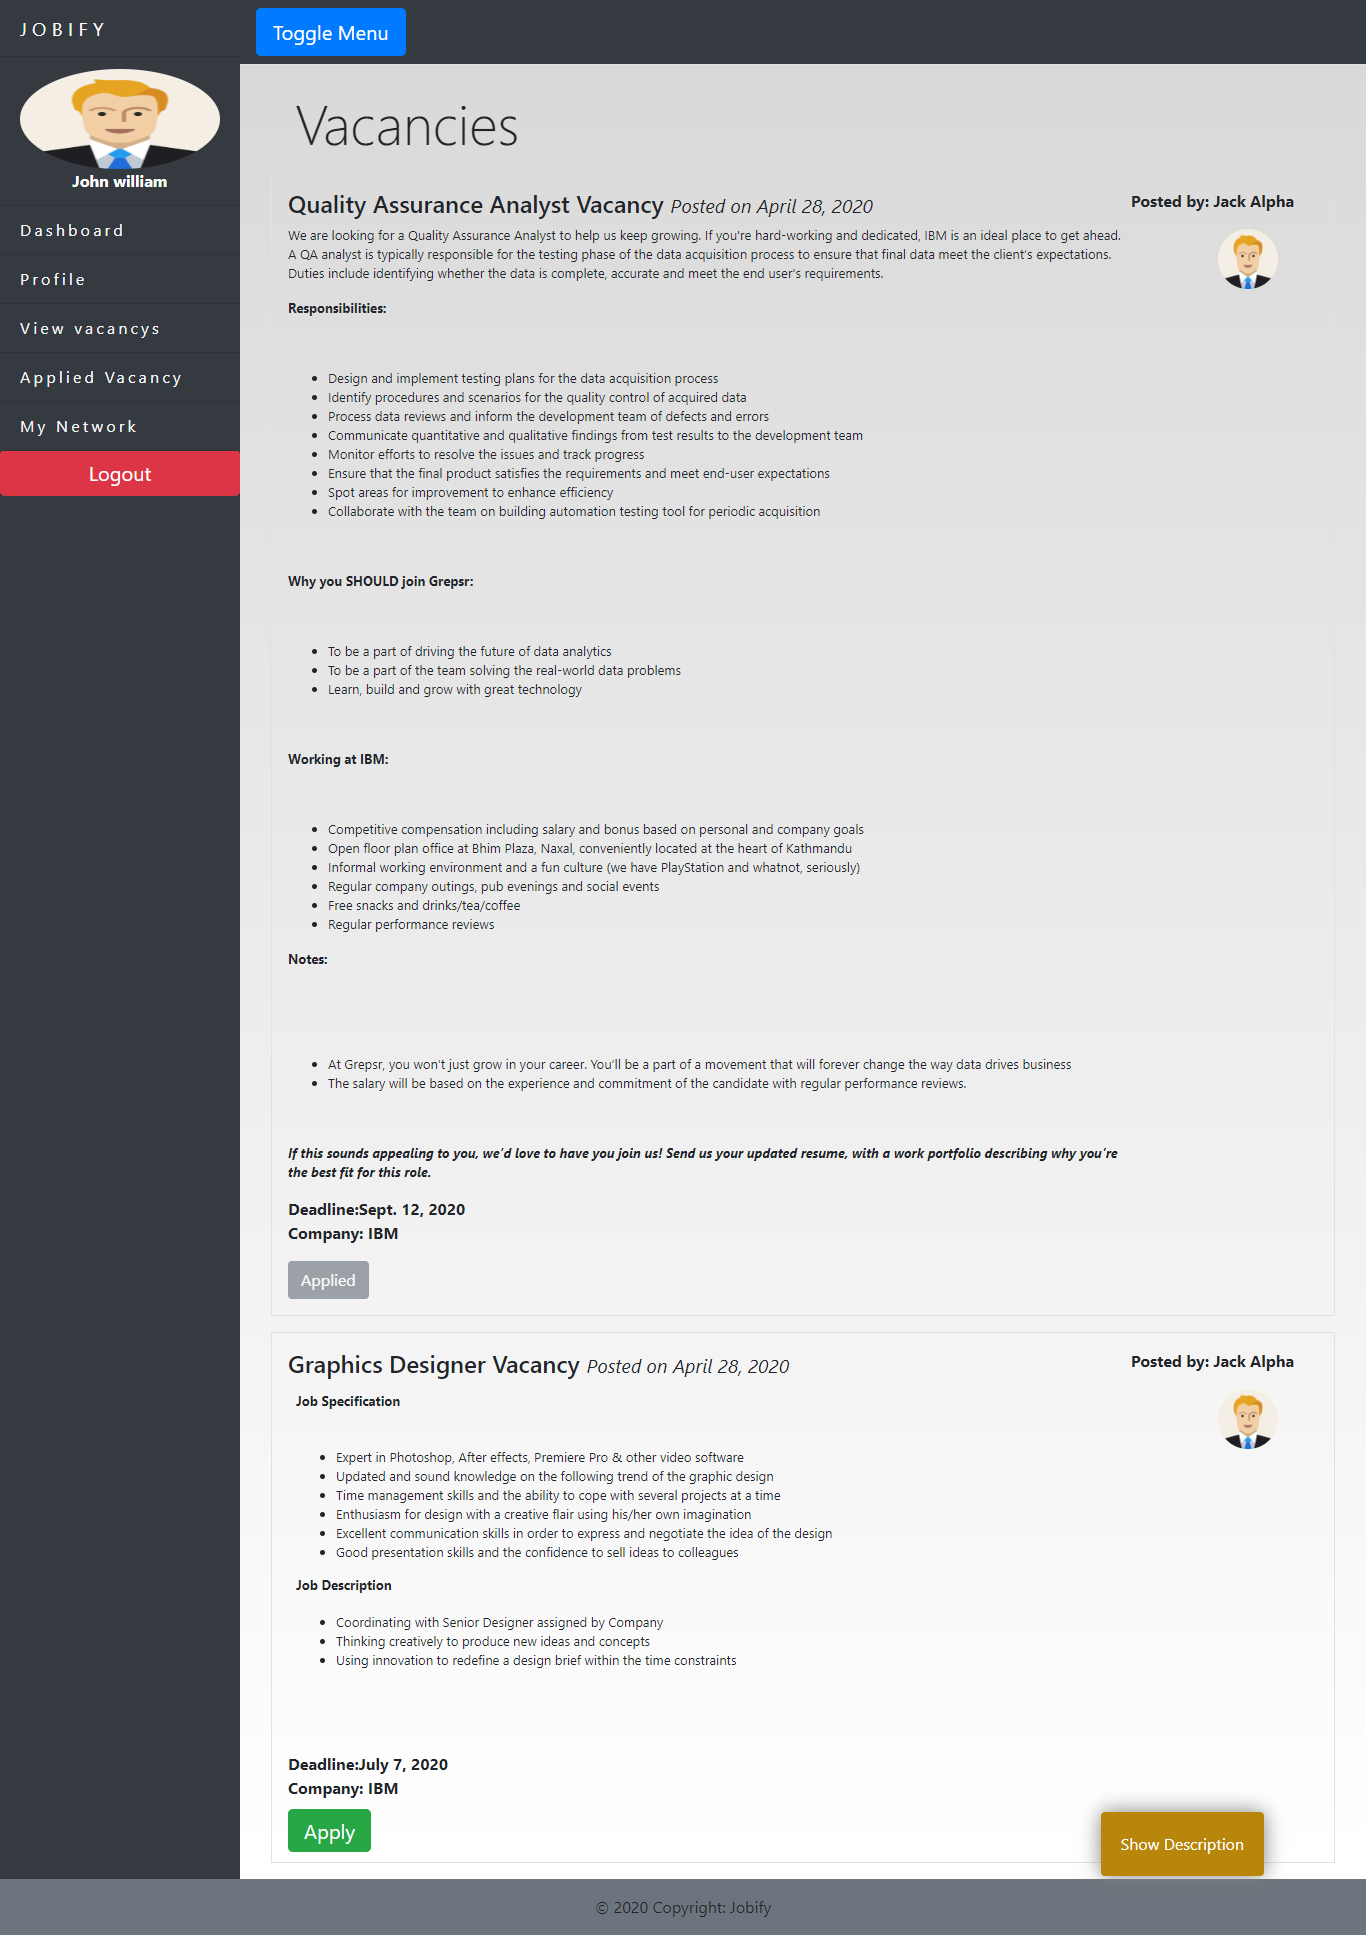 JOBIFY
Toggle Menu
John william
Dashboard
Profile
View vacancys
Applied Vacancy
My Network
Logout
Vacancies
Quality Assurance Analyst Vacancy Posted on April 28, 2020
Posted by: Jack Alpha
We are looking for a Quality Assurance Analyst to help us keep growing. If you're hard-working and dedicated, IBM is an ideal place to get ahead.
A QA analyst is typically responsible for the testing phase of the data acquisition process to ensure that final data meet the client's expectations.
Duties include identifying whether the data is complete, accurate and meet the end user's requirements.
Responsibilities:
• Design and implement testing plans for the data acquisition process
• Identify procedures and scenarios for the quality control of acquired data
• Process data reviews and inform the development team of defects and errors
• Communicate quantitative and qualitative findings from test results to the development team
• Monitor efforts to resolve the issues and track progress
• Ensure that the final product satisfies the requirements and meet end-user expectations
• Spot areas for improvement to enhance efficiency
• Collaborate with the team on building automation testing tool for periodic acquisition
Why you SHOULD join Grepsr:
• To be a part of driving the future of data analytics
• To be a part of the team solving the real-world data problems
• Learn, build and grow with great technology
Working at IBM:
• Competitive compensation including salary and bonus based on personal and company goals
• Open floor plan office at Bhim Plaza, Naxal, conveniently located at the heart of Kathmandu
• Informal working environment and a fun culture (we have PlayStation and whatnot, seriously)
• Regular company outings, pub evenings and social events
• Free snacks and drinks/tea/coffee
• Regular performance reviews
Notes:
• At Grepsr, you won't just grow in your career. You'll be a part of a movement that will forever change the way data drives business
• The salary will be based on the experience and commitment of the candidate with regular performance reviews.
If this sounds appealing to you, we'd love to have you join us! Send us your updated resume, with a work portfolio describing why you're
the best fit for this role.
Deadline:Sept. 12, 2020
Company: IBM
Applied
Graphics Designer Vacancy Posted on April 28, 2020
Posted by: Jack Alpha
Job Specification
• Expert in Photoshop, After effects, Premiere Pro & other video software
• Updated and sound knowledge on the following trend of the graphic design
• Time management skills and the ability to cope with several projects at a time
• Enthusiasm for design with a creative flair using his/her own imagination
• Excellent communication skills in order to express and negotiate the idea of the design
• Good presentation skills and the confidence to sell ideas to colleagues
Job Description
• Coordinating with Senior Designer assigned by Company
• Thinking creatively to produce new ideas and concepts
• Using innovation to redefine a design brief within the time constraints
Deadline:July 7, 2020
Company: IBM
Apply
Show Description
© 2020 Copyright: Jobify